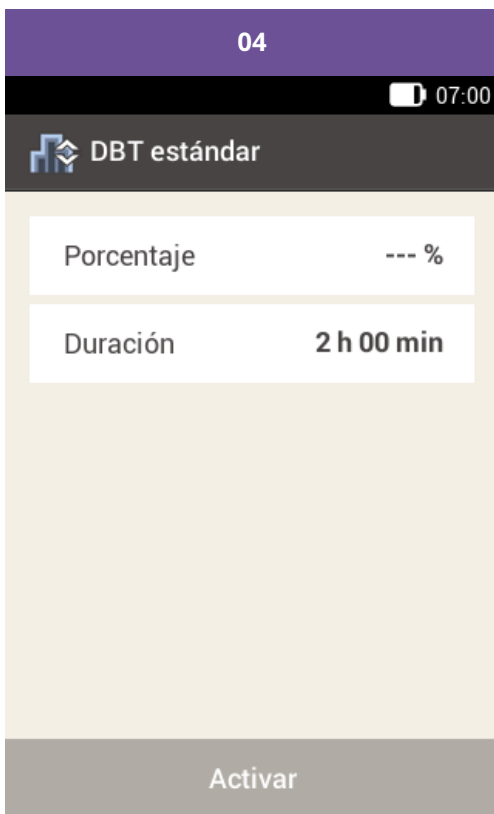 04
07:00
DBT estándar
Porcentaje --- %
Duración 2 h 00 min
Activar